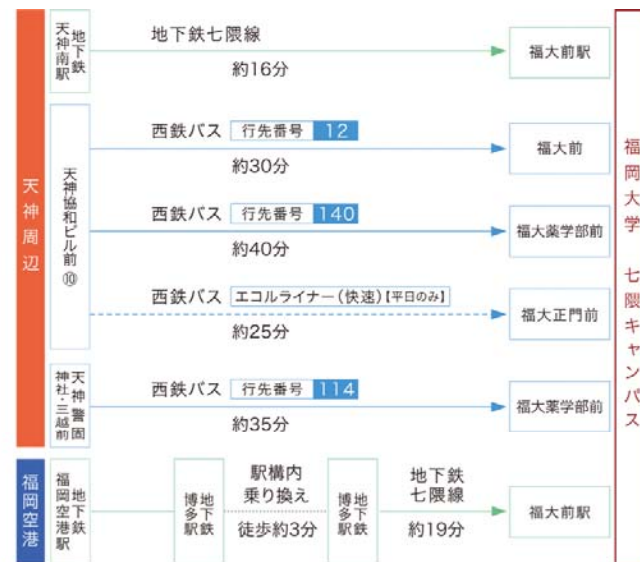 天神周辺
地下鉄
天神南駅
地下鉄七隈線
約16分
福大前駅
天神協和ビル前⑩
西鉄バス 行先番号 12
約30分
福大前
西鉄バス 行先番号 140
約40分
福大薬学部前
西鉄バス エコルライナー(快速)【平日のみ】
約25分
福大正門前
天神警固
神社・三越前
西鉄バス 行先番号 114
約35分
福大薬学部前
福岡空港
地下鉄
福岡空港駅
地下鉄
博多駅
駅構内
乗り換え
徒歩約3分
地下鉄
博多駅
地下鉄
七隈線
約19分
福大前駅
福岡大学 七隈キャンパス